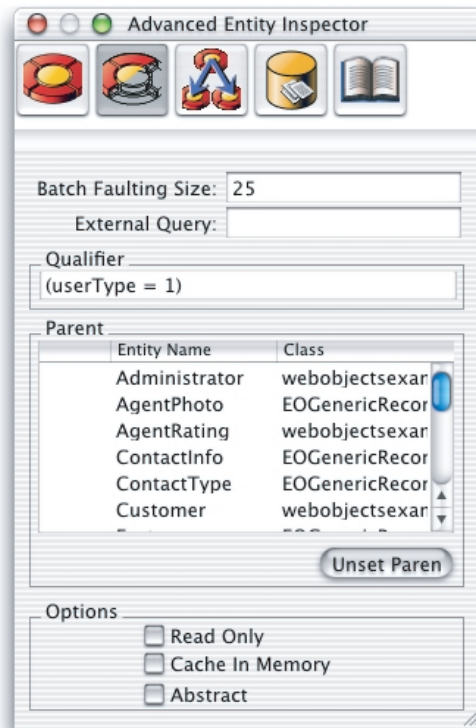 Advanced Entity Inspector
Batch Faulting Size: 25
External Query:
Qualifier
(userType = 1)
Parent
Entity Name Class
Administrator webobjectsexar
AgentPhoto EOGenericRecor
AgentRating webobjectsexar
ContactInfo EOGenericRecor
ContactType EOGenericRecor
Customer webobjectsexar
Unset Paren
Options
Read Only
Cache In Memory
Abstract